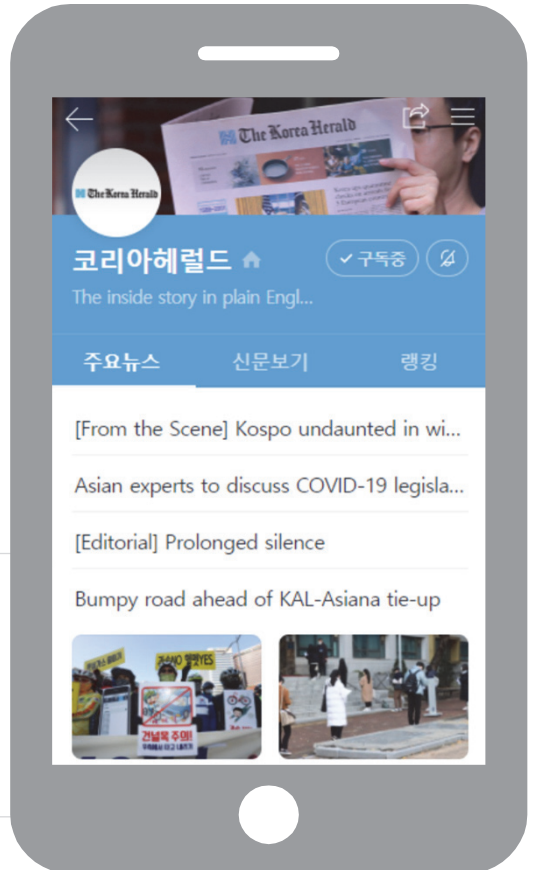 The Korea Herald
The Korea Herald
코리아헤럴드
구독중
The inside story in plain Engl...
주요뉴스 신문보기 랭킹
[From the Scene] Kospo undaunted in wi...
Asian experts to discuss COVID-19 legisla...
[Editorial] Prolonged silence
Bumpy road ahead of KAL-Asiana tie-up
건널목 주의!